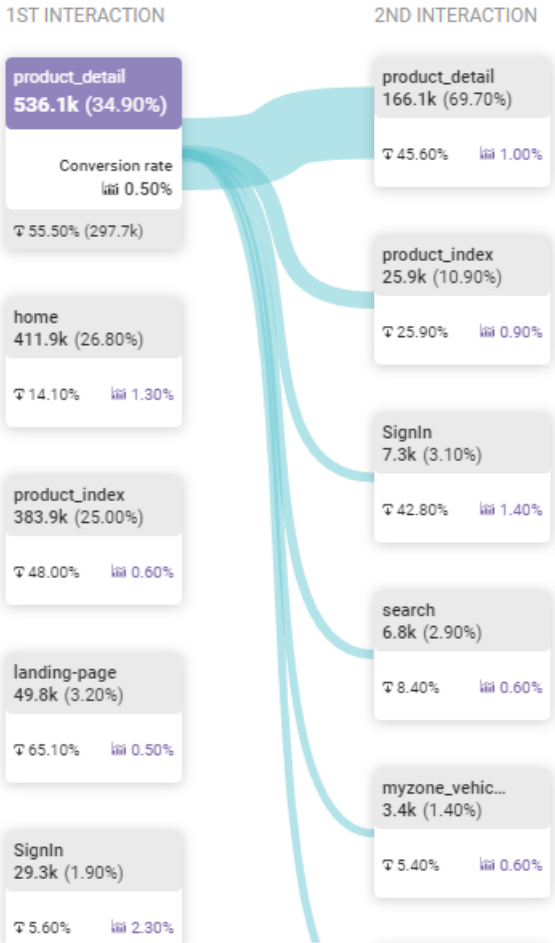 1ST INTERACTION
product_detail
536.1k (34.90%)
Conversion rate
0.50%
55.50% (297.7k)
home
411.9k (26.80%)
14.10% 1.30%
product_index
383.9k (25.00%)
48.00% 0.60%
landing-page
49.8k (3.20%)
65.10% 0.50%
SignIn
29.3k (1.90%)
5.60% 2.30%
2ND INTERACTION
product_detail
166.1k (69.70%)
45.60% 1.00%
product_index
25.9k (10.90%)
25.90% 0.90%
SignIn
7.3k (3.10%)
42.80% 1.40%
search
6.8k (2.90%)
8.40% 0.60%
myzone_vehic...
3.4k (1.40%)
5.40% 0.60%